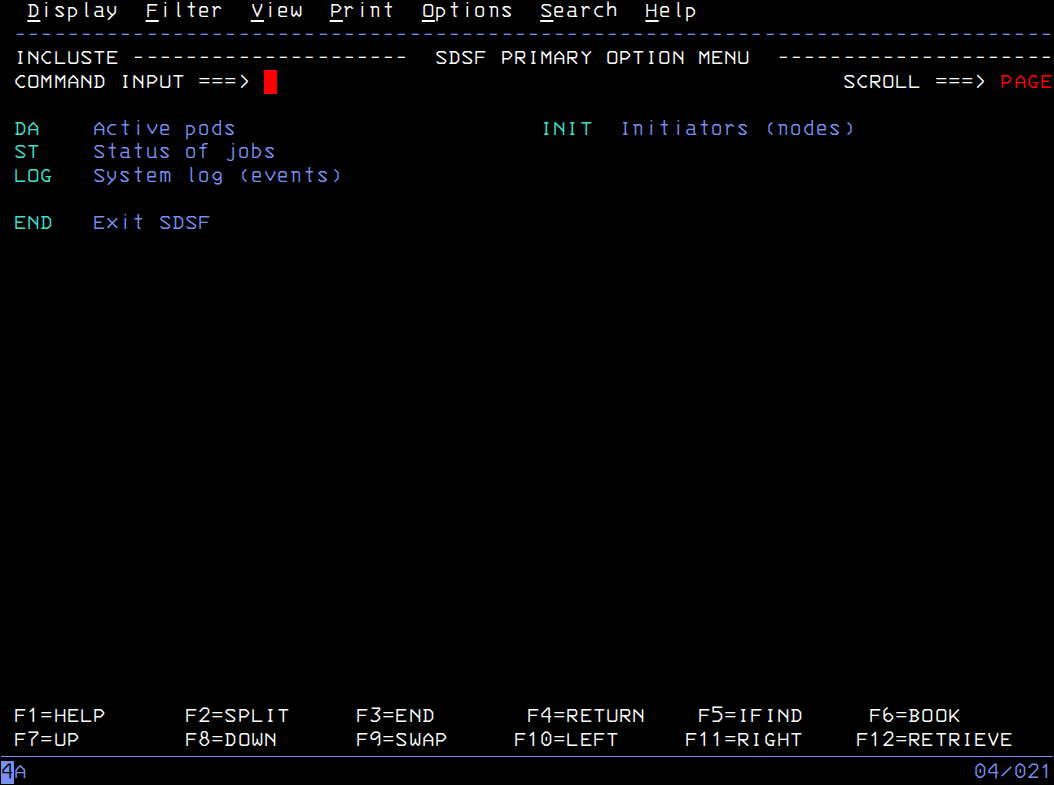 Display Filter View Print Options Search Help
--------------------------------------------------------------------------------
INCLUSTE --------------------- SDSF PRIMARY OPTION MENU ---------------------
COMMAND INPUT ===> SCROLL ===> PAGE
DA Active pods INIT Initiators (nodes)
ST Status of jobs
LOG System log (events)
END Exit SDSF
F1=HELP F2=SPLIT F3=END F4=RETURN F5=IFIND F6=BOOK
F7=UP F8=DOWN F9=SWAP F10=LEFT F11=RIGHT F12=RETRIEVE
4A 04/021